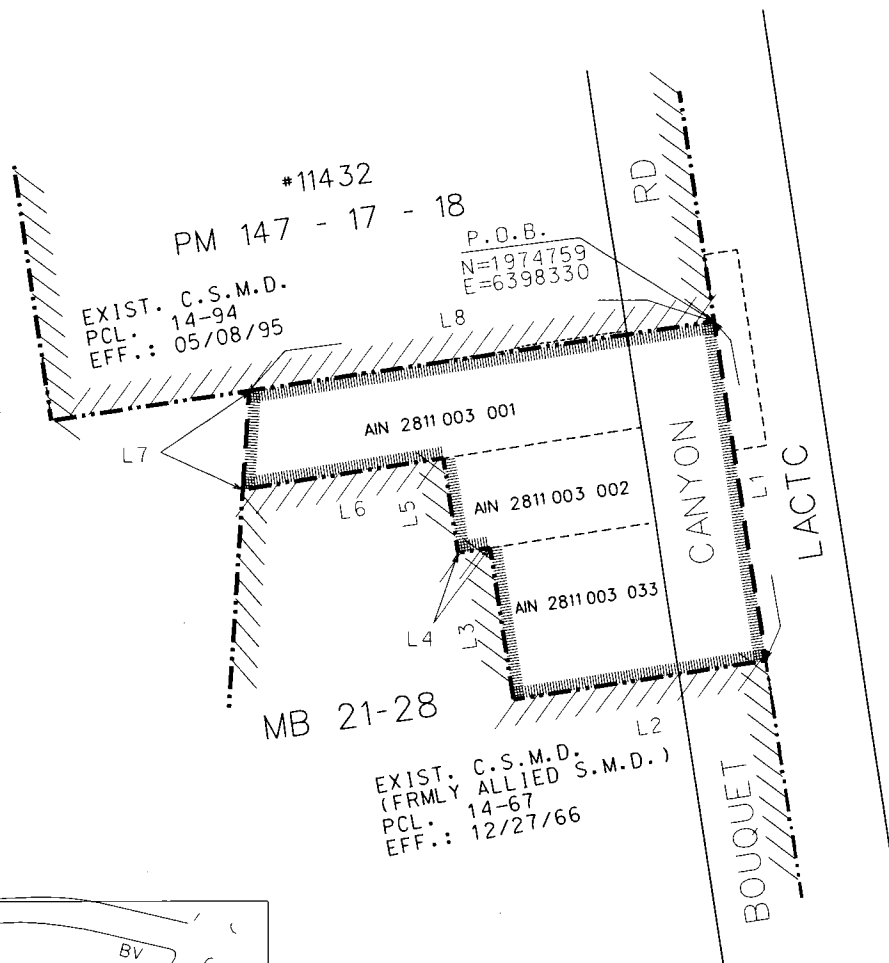 RD
#11432
PM 147 - 17 - 18
P.O.B.
N=1974759
E=6398330
EXIST. C.S.M.D.
PCL. 14-94
EFF.: 05/08/95
L8
AIN 2811 003 001
L7
CANYON
L1
LACTC
L6
L5
AIN 2811 003 002
AIN 2811 003 033
L4
L3
MB 21-28
L2
EXIST. C.S.M.D.
(FRMLY ALLIED S.M.D.)
PCL. 14-67
EFF.: 12/27/66
BOUQUET
BV